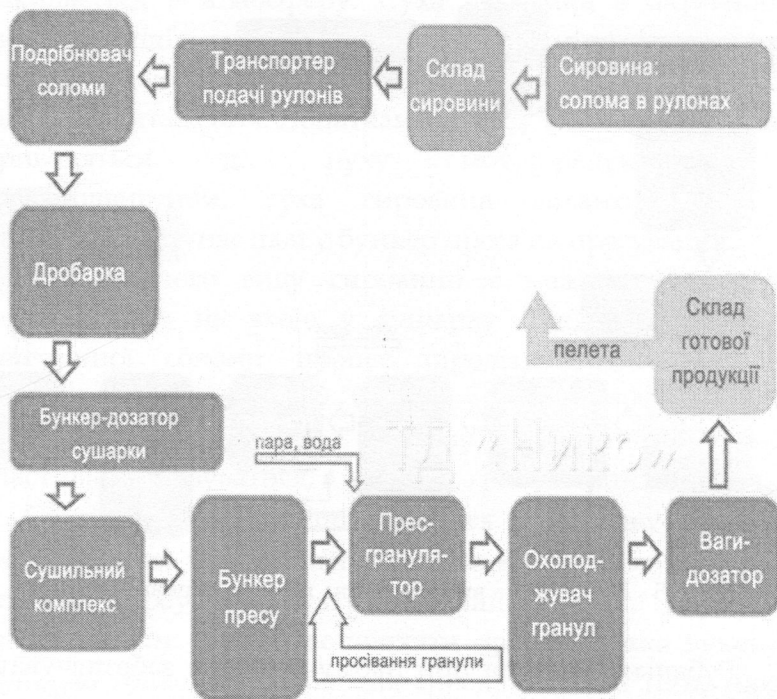 Подрібнювач
соломи
Транспортер
подачі рулонів
Склад
сировини
Сировина:
солома в рулонах
Дробарка
Склад
готової
продукції
пелета
Бункер-дозатор
сушарки
пара, вода
Сушильний
комплекс
Бункер
пресу
Прес-
грануля-
тор
Охолод-
жувач
гранул
Ваги-
дозатор
просівання гранули